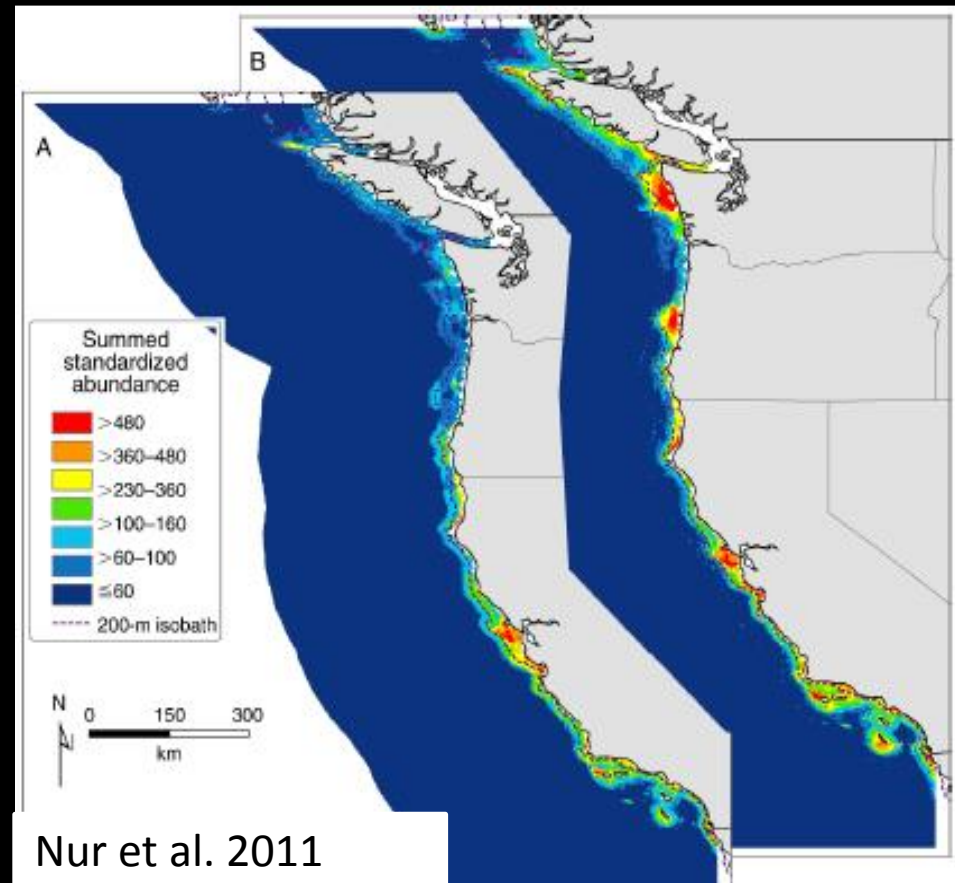 B
A
Summed
standardized
abundance
>480
>360–480
>230–360
>100–160
>60–100
≤60
200-m isobath
N
0 150 300
km
Nur et al. 2011